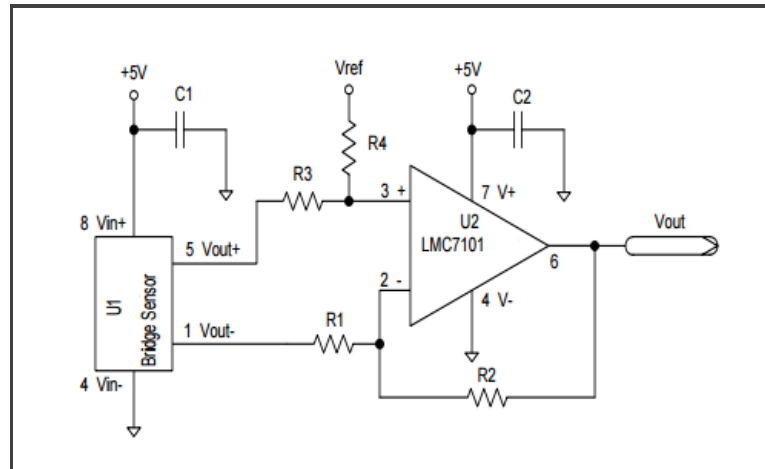 +5V
C1
Vref
+5V
C2
R4
R3
3 +
7 V+
U2
LMC7101
Vout
8 Vin+
5 Vout+
6
2 -
4 V-
U1
Bridge Sensor
1 Vout-
R1
R2
4 Vin-